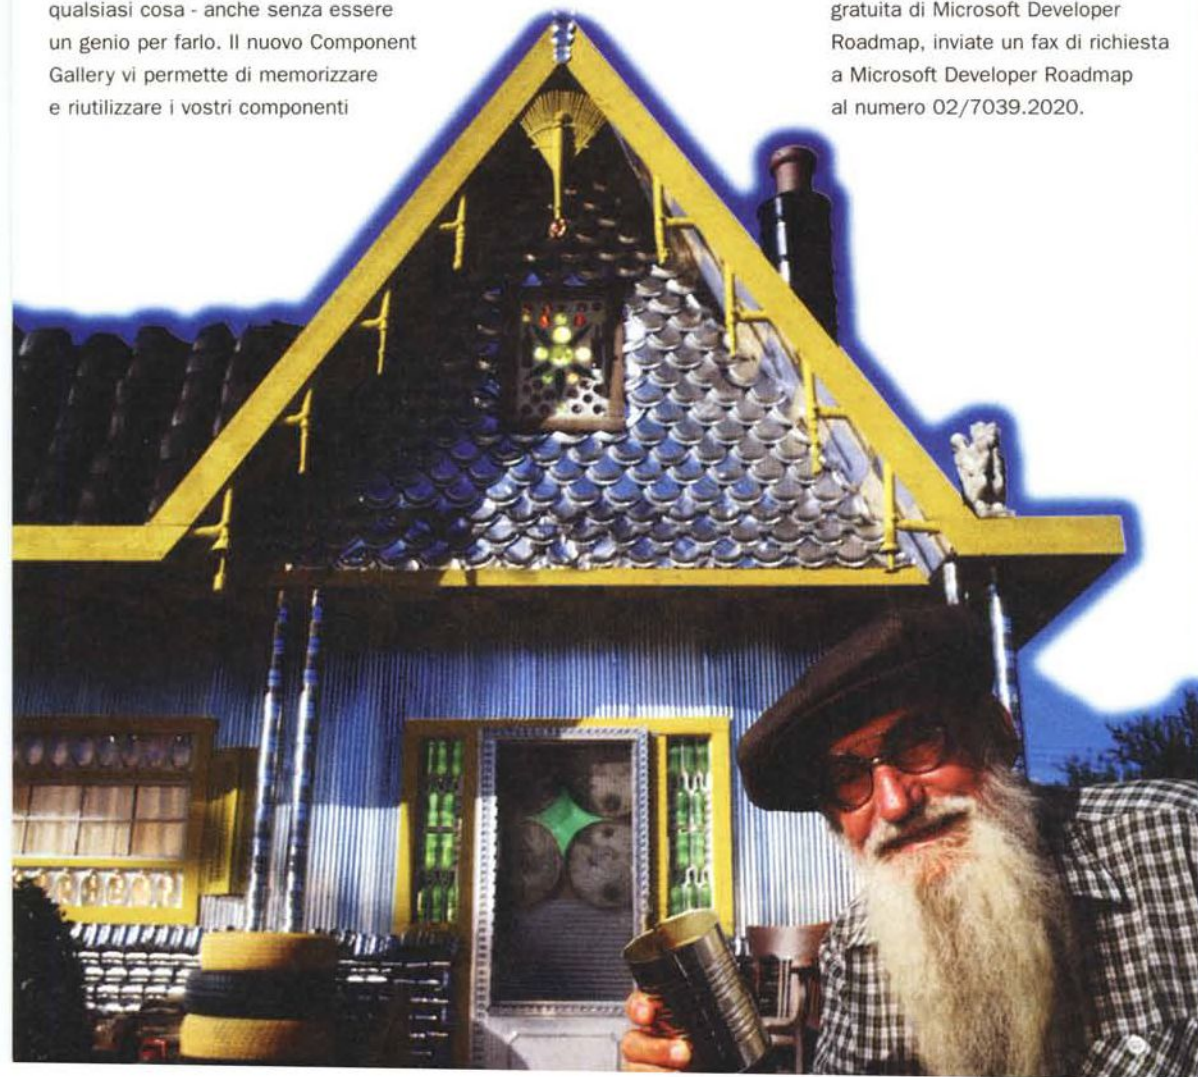 qualsiasi cosa - anche senza essere
un genio per farlo. Il nuovo Component
Gallery vi permette di memorizzare
e riutilizzare i vostri componenti
gratuita di Microsoft Developer
Roadmap, inviate un fax di richiesta
a Microsoft Developer Roadmap
al numero 02/7039.2020.